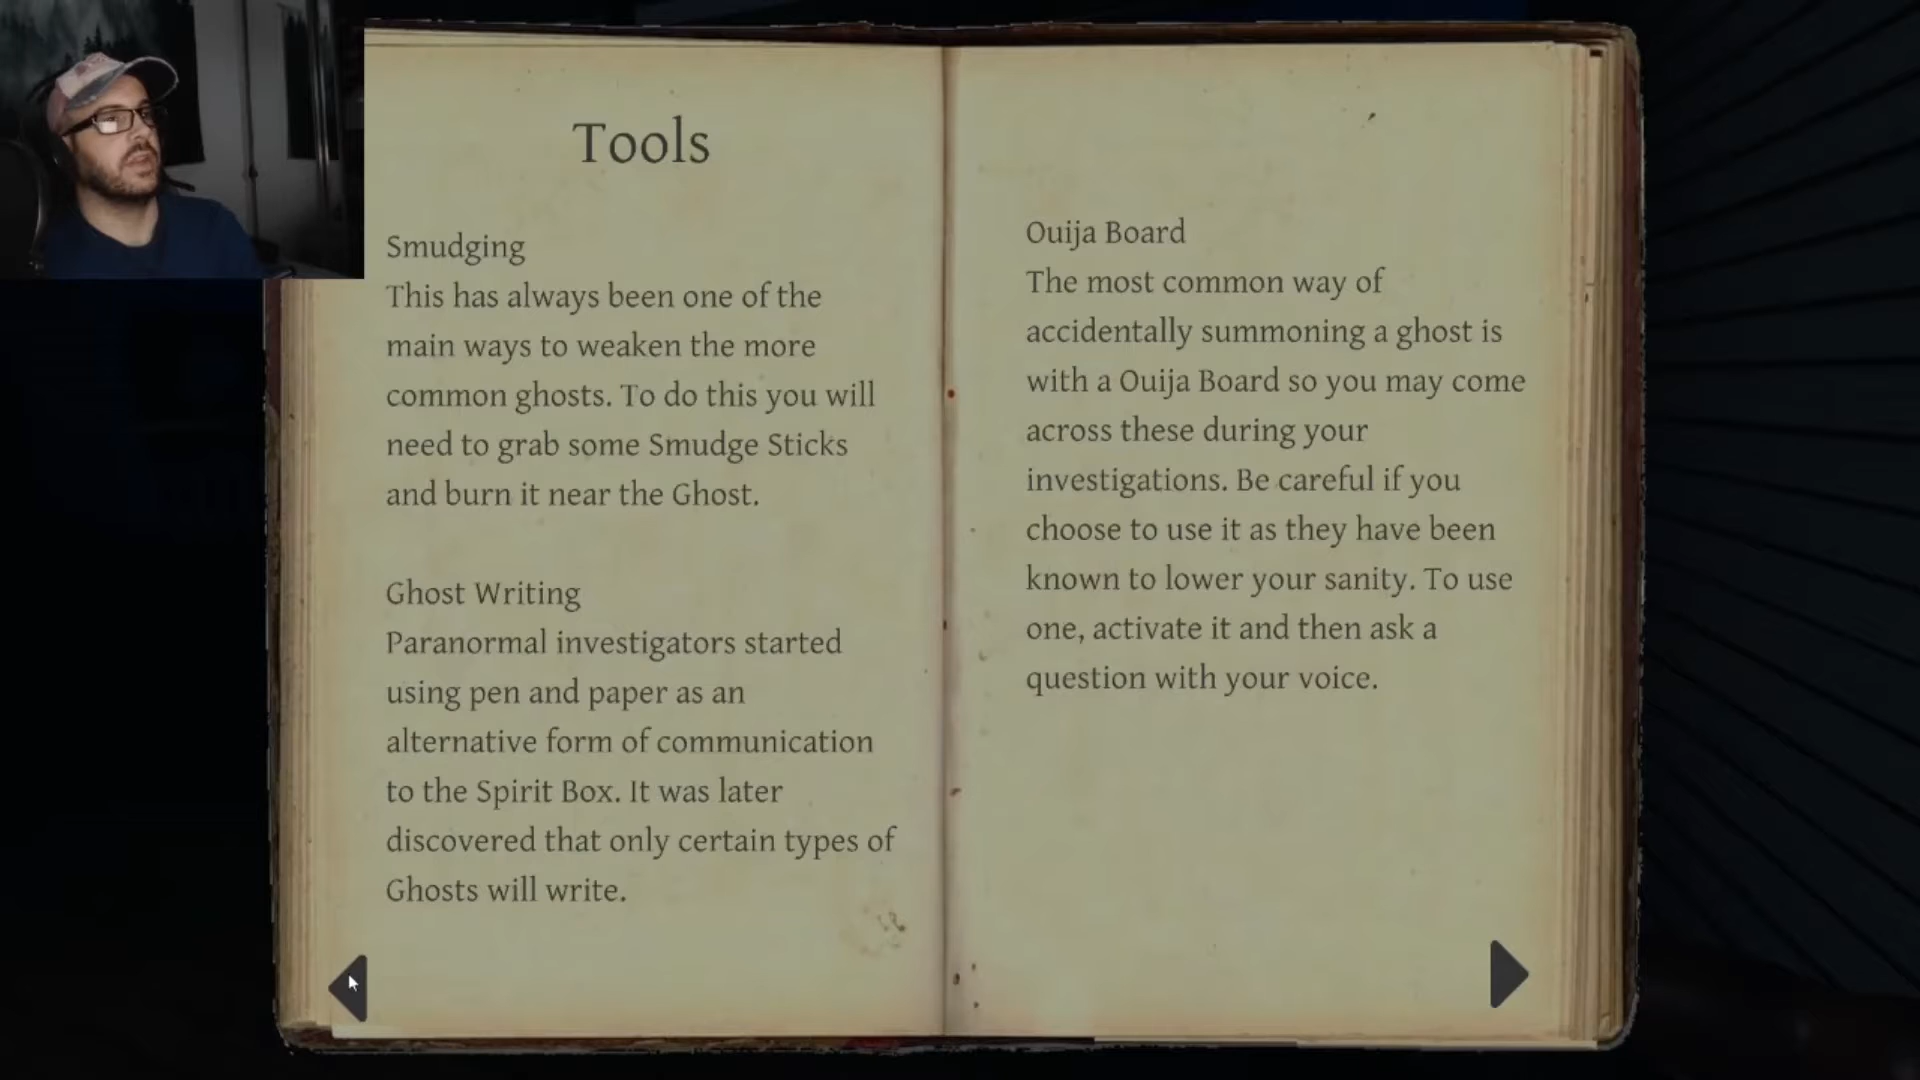 Tools
Smudging
This has always been one of the
main ways to weaken the more
common ghosts. To do this you will
need to grab some Smudge Sticks
and burn it near the Ghost.
Ghost Writing
Paranormal investigators started
using pen and paper as an
alternative form of communication
to the Spirit Box. It was later
discovered that only certain types of
Ghosts will write.
Ouija Board
The most common way of
accidentally summoning a ghost is
with a Ouija Board so you may come
across these during your
investigations. Be careful if you
choose to use it as they have been
known to lower your sanity. To use
one, activate it and then ask a
question with your voice.